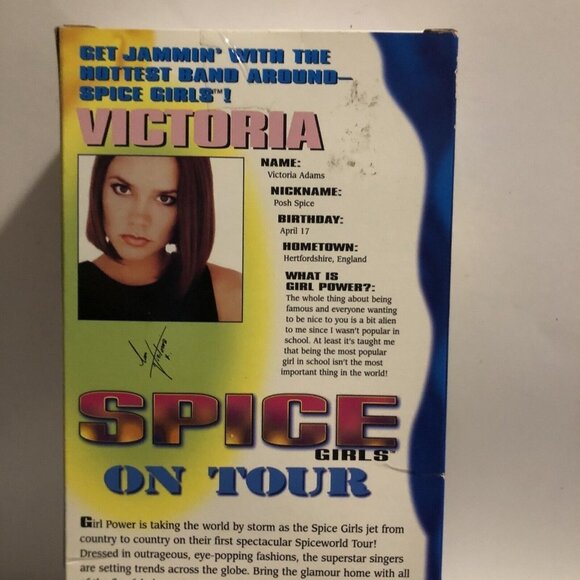 GET JAMMIN' WITH THE
HOTTEST BAND AROUND—
SPICE GIRLS™!
VICTORIA
NAME:
Victoria Adams
NICKNAME:
Posh Spice
BIRTHDAY:
April 17
HOMETOWN:
Hertfordshire, England
WHAT IS
GIRL POWER?:
The whole thing about being
famous and everyone wanting
to be nice to you is a bit alien
to me since I wasn't popular in
school. At least it's taught me
that being the most popular
girl in school isn't the most
important thing in the world!
SPICE
GIRLS™
ON TOUR
Girl Power is taking the world by storm as the Spice Girls jet from
country to country on their first spectacular Spiceworld Tour!
Dressed in outrageous, eye-popping fashions, the superstar singers
are setting trends across the globe. Bring the glamour home with all